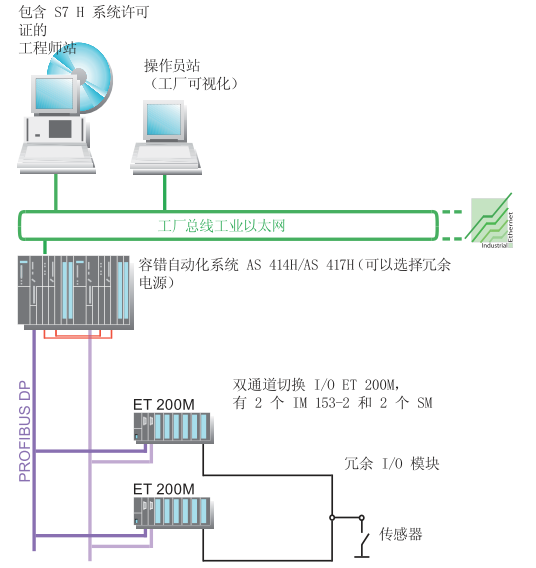 包含 S7 H 系统许可
证的
工程师站
操作员站
（工厂可视化）
工厂总线工业以太网
Industrial
Ethernet
容错自动化系统 AS 414H/AS 417H(可以选择冗余
电源)
PROFIBUS DP
双通道切换 I/O ET 200M,
有 2 个 IM 153-2 和 2 个 SM
ET 200M
冗余 I/O 模块
ET 200M
传感器